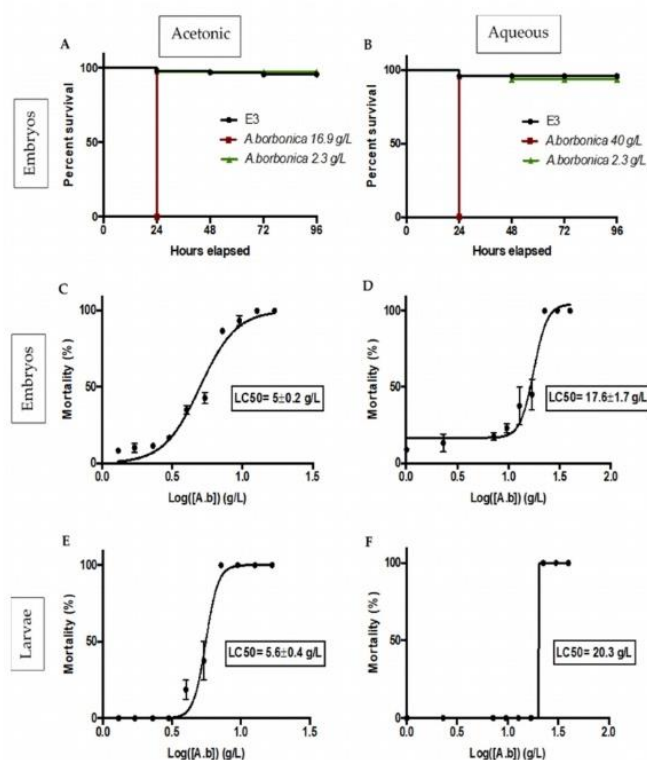 Acetonic
Aqueous
A
B
Embryos
Percent survival
100
50
0
E3
A.borbonica 16.9 g/L
A.borbonica 2.3 g/L
0 24 48 72 96
Hours elapsed
Percent survival
100
50
0
E3
A.borbonica 40 g/L
A.borbonica 2.3 g/L
0 24 48 72 96
Hours elapsed
C
D
Embryos
Mortality (%)
100
50
0
LC50= 5±0.2 g/L
0.0 0.5 1.0 1.5
Log([A.b]) (g/L)
Mortality (%)
100
50
0
LC50= 17.6±1.7 g/L
0.0 0.5 1.0 1.5 2.0
Log([A.b]) (g/L)
E
F
Larvae
Mortality (%)
100
50
0
LC50= 5.6±0.4 g/L
0.0 0.5 1.0 1.5
Log([A.b]) (g/L)
Mortality (%)
100
50
0
LC50= 20.3 g/L
0.0 0.5 1.0 1.5 2.0
Log([A.b]) (g/L)